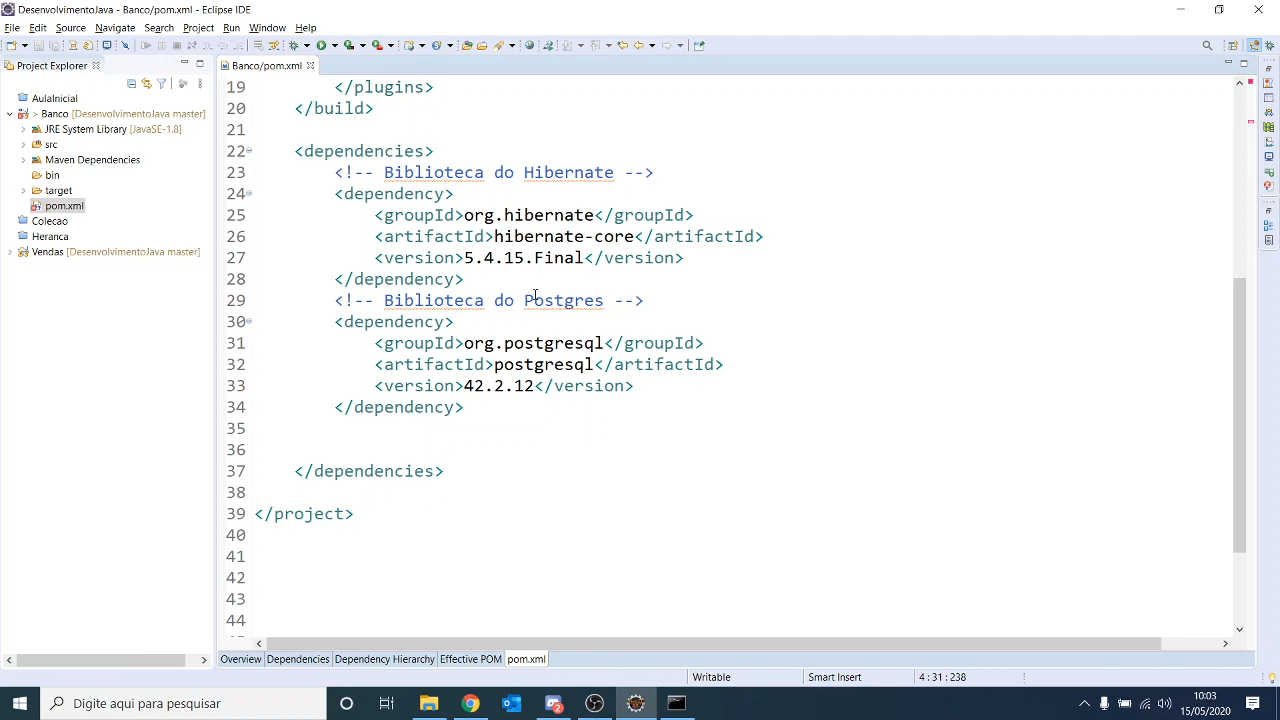 DesenvolvimentoJava - Banco/pom.xml - Eclipse IDE
File Edit Source Navigate Search Project Run Window Help
Project Explorer
Banco/pom.xml
AulaInicial
> Banco [DesenvolvimentoJava master]
JRE System Library [JavaSE-1.8]
src
Maven Dependencies
bin
target
pom.xml
Colecao
Heranca
Vendas [DesenvolvimentoJava master]
19 </plugins>
20 </build>
21
22 <dependencies>
23 <!-- Biblioteca do Hibernate -->
24 <dependency>
25 <groupId>org.hibernate</groupId>
26 <artifactId>hibernate-core</artifactId>
27 <version>5.4.15.Final</version>
28 </dependency>
29 <!-- Biblioteca do Postgres -->
30 <dependency>
31 <groupId>org.postgresql</groupId>
32 <artifactId>postgresql</artifactId>
33 <version>42.2.12</version>
34 </dependency>
35
36
37 </dependencies>
38
39 </project>
40
41
42
43
44
Overview Dependencies Dependency Hierarchy Effective POM pom.xml
Writable Smart Insert 4 : 31 : 238
Digite aqui para pesquisar
10:03
15/05/2020